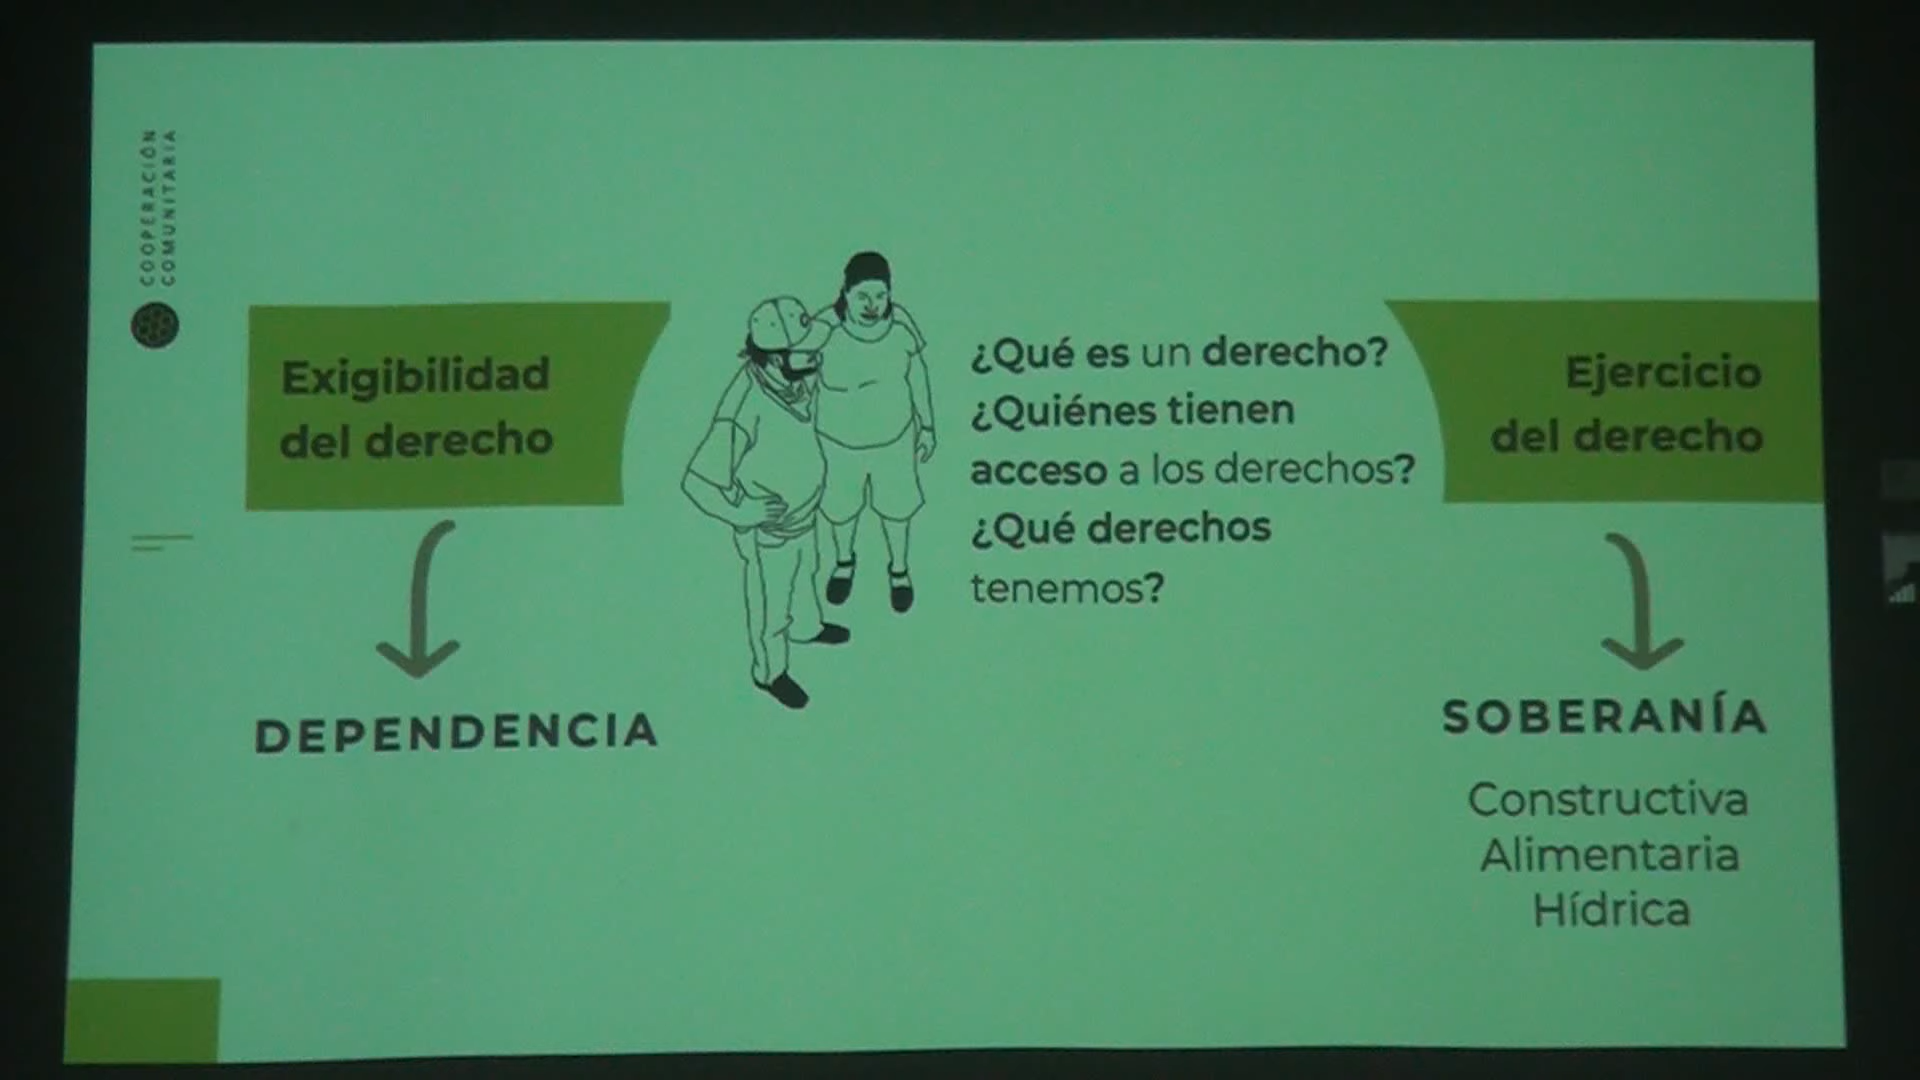 COOPERACIÓN
COMUNITARIA
Exigibilidad
del derecho
DEPENDENCIA
¿Qué es un derecho?
¿Quiénes tienen
acceso a los derechos?
¿Qué derechos
tenemos?
Ejercicio
del derecho
SOBERANÍA
Constructiva
Alimentaria
Hídrica